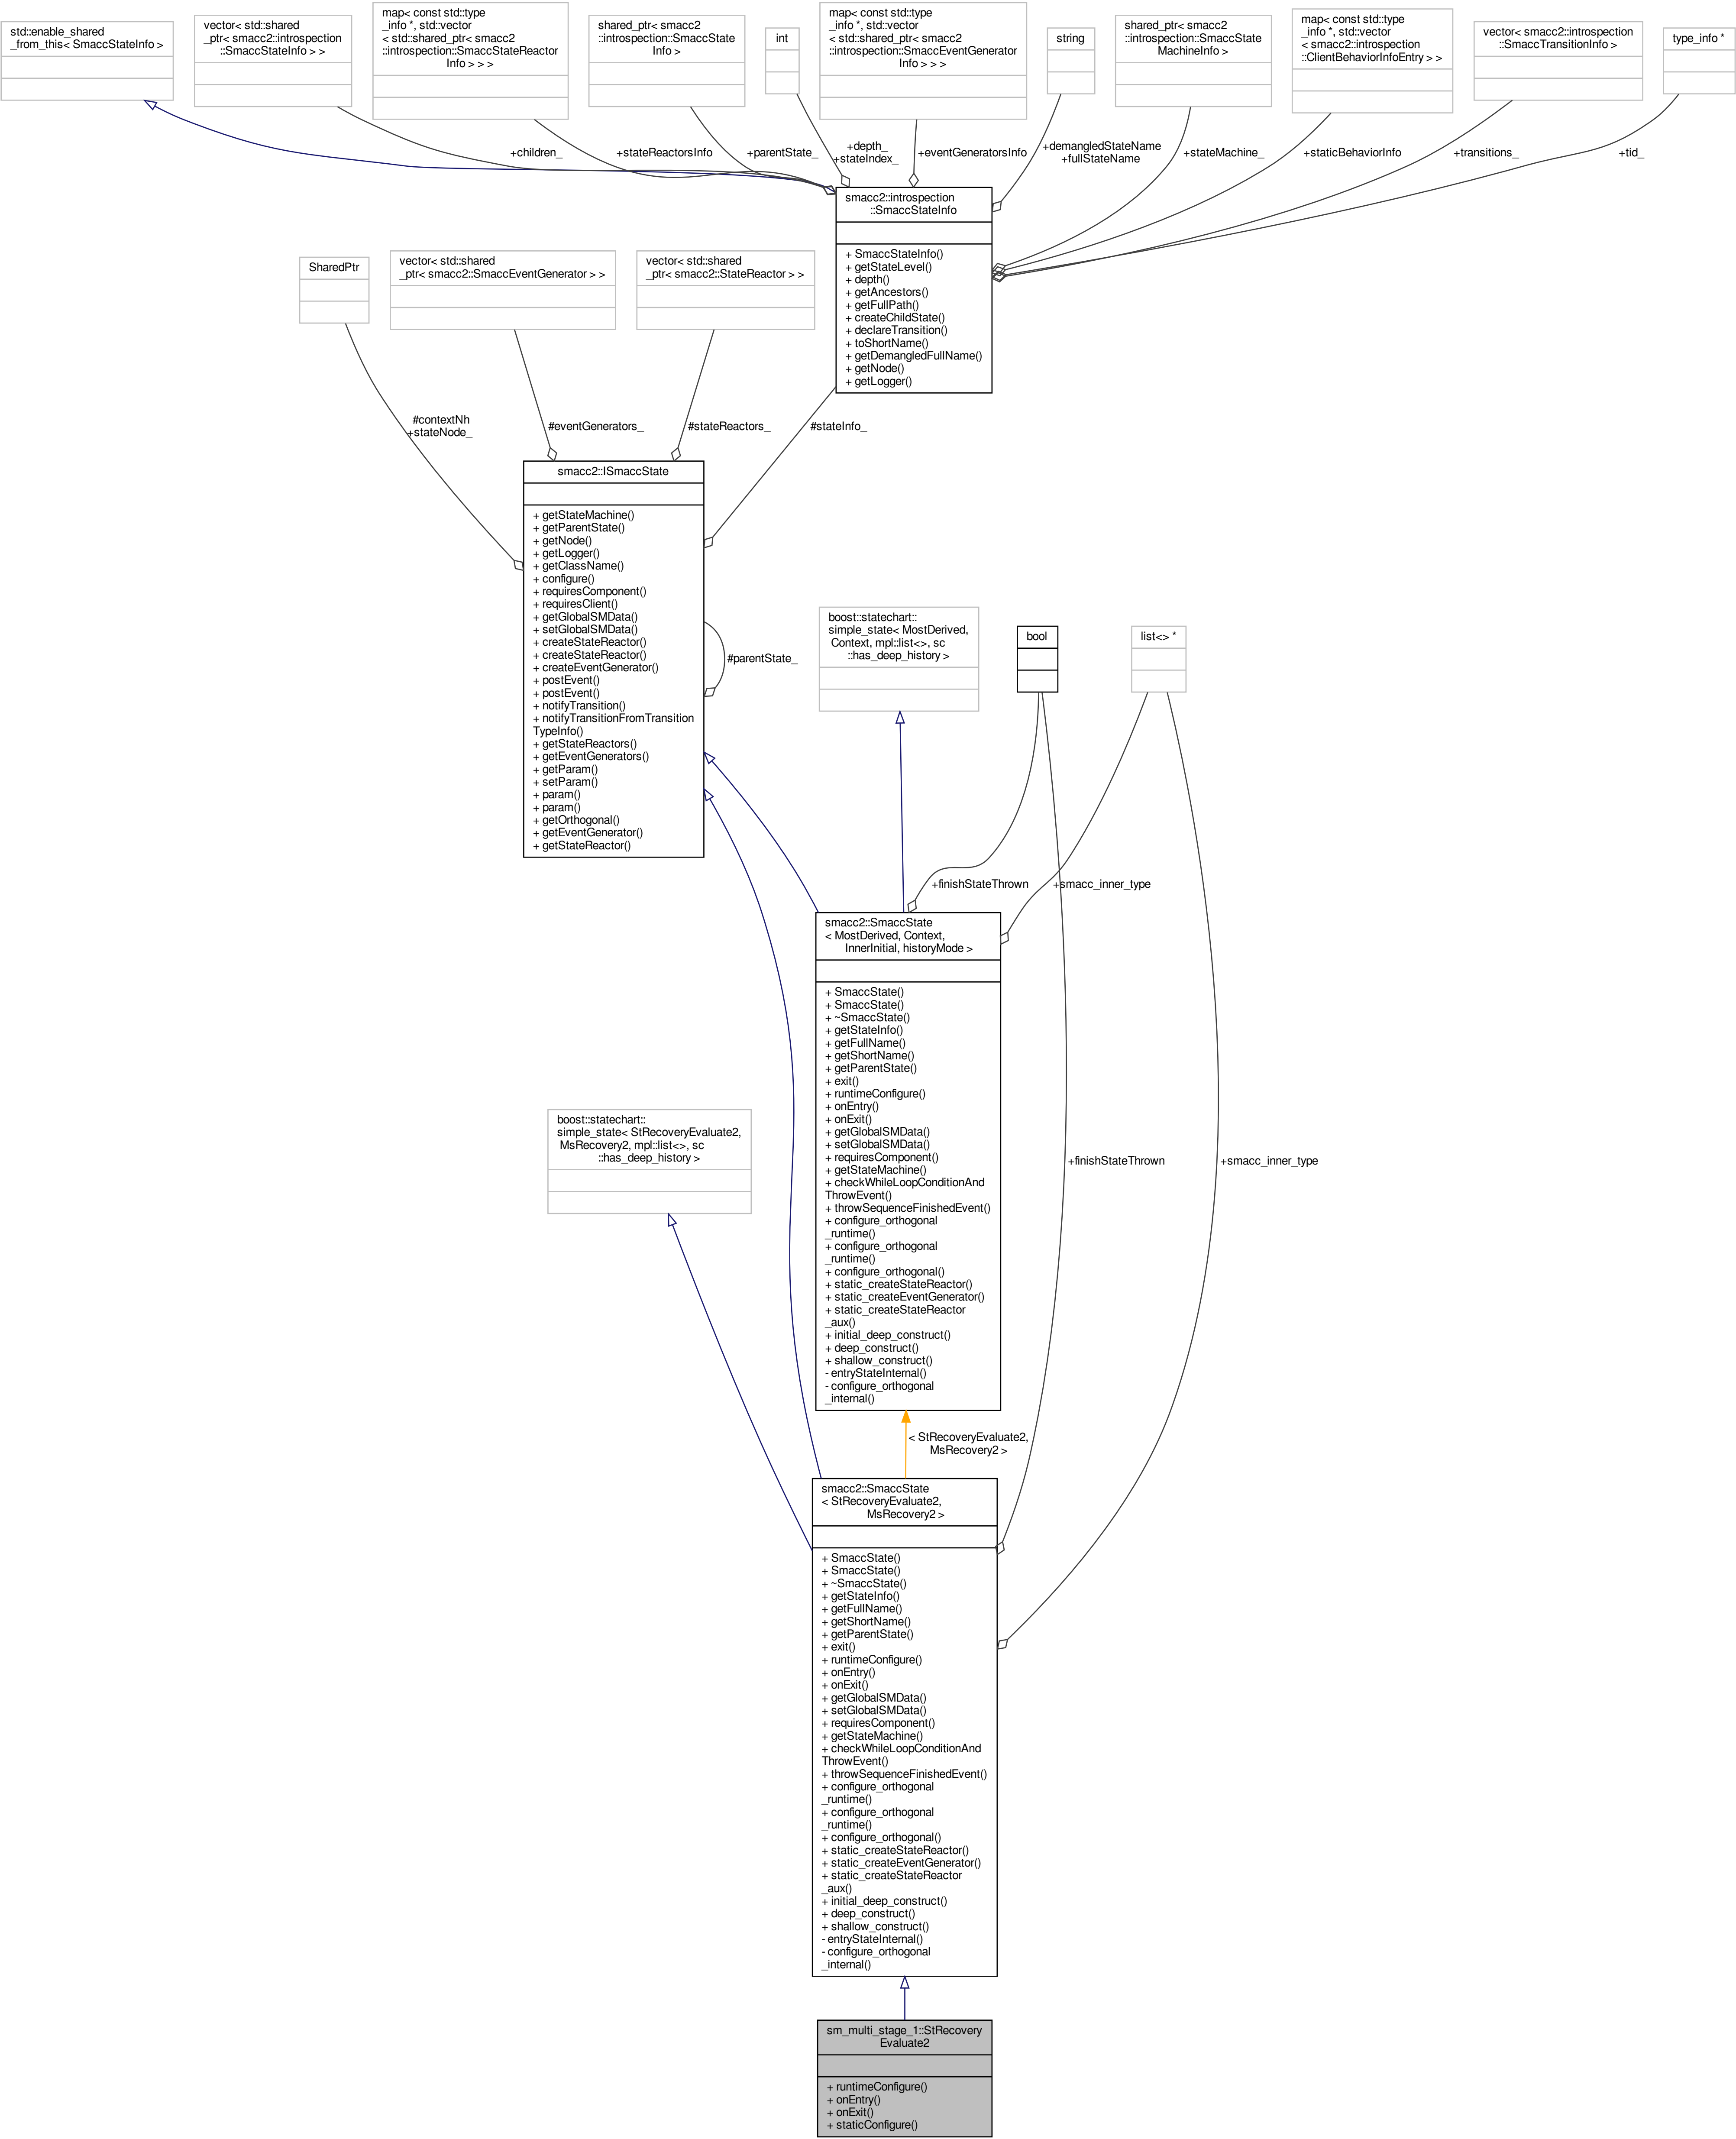 std::enable_shared
_from_this< SmaccStateInfo >
vector< std::shared
_ptr< smacc2::introspection
::SmaccStateInfo > >
map< const std::type
_info *, std::vector
< std::shared_ptr< smacc2
::introspection::SmaccStateReactor
Info > > >
shared_ptr< smacc2
::introspection::SmaccState
Info >
int
map< const std::type
_info *, std::vector
< std::shared_ptr< smacc2
::introspection::SmaccEventGenerator
Info > > >
string
shared_ptr< smacc2
::introspection::SmaccState
MachineInfo >
map< const std::type
_info *, std::vector
< smacc2::introspection
::ClientBehaviorInfoEntry > >
vector< smacc2::introspection
::SmaccTransitionInfo >
type_info *
+children_
+stateReactorsInfo
+parentState_
+depth_
+stateIndex_
+eventGeneratorsInfo
+demangledStateName
+fullStateName
+stateMachine_
+staticBehaviorInfo
+transitions_
+tid_
smacc2::introspection
::SmaccStateInfo
+ SmaccStateInfo()
+ getStateLevel()
+ depth()
+ getAncestors()
+ getFullPath()
+ createChildState()
+ declareTransition()
+ toShortName()
+ getDemangledFullName()
+ getNode()
+ getLogger()
SharedPtr
vector< std::shared
_ptr< smacc2::SmaccEventGenerator > >
vector< std::shared
_ptr< smacc2::StateReactor > >
#contextNh
+stateNode_
#eventGenerators_
#stateReactors_
#stateInfo_
smacc2::ISmaccState
+ getStateMachine()
+ getParentState()
+ getNode()
+ getLogger()
+ getClassName()
+ configure()
+ requiresComponent()
+ requiresClient()
+ getGlobalSMData()
+ setGlobalSMData()
+ createStateReactor()
+ createStateReactor()
+ createEventGenerator()
+ postEvent()
+ postEvent()
+ notifyTransition()
+ notifyTransitionFromTransition
TypeInfo()
+ getStateReactors()
+ getEventGenerators()
+ getParam()
+ setParam()
+ param()
+ param()
+ getOrthogonal()
+ getEventGenerator()
+ getStateReactor()
#parentState_
boost::statechart::
simple_state< MostDerived,
Context, mpl::list<>, sc
::has_deep_history >
bool
list<> *
+finishStateThrown
+smacc_inner_type
smacc2::SmaccState
< MostDerived, Context,
InnerInitial, historyMode >
+ SmaccState()
+ SmaccState()
+ ~SmaccState()
+ getStateInfo()
+ getFullName()
+ getShortName()
+ getParentState()
+ exit()
+ runtimeConfigure()
+ onEntry()
+ onExit()
+ getGlobalSMData()
+ setGlobalSMData()
+ requiresComponent()
+ getStateMachine()
+ checkWhileLoopConditionAnd
ThrowEvent()
+ throwSequenceFinishedEvent()
+ configure_orthogonal
_runtime()
+ configure_orthogonal
_runtime()
+ configure_orthogonal()
+ static_createStateReactor()
+ static_createEventGenerator()
+ static_createStateReactor
_aux()
+ initial_deep_construct()
+ deep_construct()
+ shallow_construct()
- entryStateInternal()
- configure_orthogonal
_internal()
boost::statechart::
simple_state< StRecoveryEvaluate2,
MsRecovery2, mpl::list<>, sc
::has_deep_history >
+finishStateThrown
+smacc_inner_type
< StRecoveryEvaluate2,
MsRecovery2 >
smacc2::SmaccState
< StRecoveryEvaluate2,
MsRecovery2 >
+ SmaccState()
+ SmaccState()
+ ~SmaccState()
+ getStateInfo()
+ getFullName()
+ getShortName()
+ getParentState()
+ exit()
+ runtimeConfigure()
+ onEntry()
+ onExit()
+ getGlobalSMData()
+ setGlobalSMData()
+ requiresComponent()
+ getStateMachine()
+ checkWhileLoopConditionAnd
ThrowEvent()
+ throwSequenceFinishedEvent()
+ configure_orthogonal
_runtime()
+ configure_orthogonal
_runtime()
+ configure_orthogonal()
+ static_createStateReactor()
+ static_createEventGenerator()
+ static_createStateReactor
_aux()
+ initial_deep_construct()
+ deep_construct()
+ shallow_construct()
- entryStateInternal()
- configure_orthogonal
_internal()
sm_multi_stage_1::StRecovery
Evaluate2
+ runtimeConfigure()
+ onEntry()
+ onExit()
+ staticConfigure()